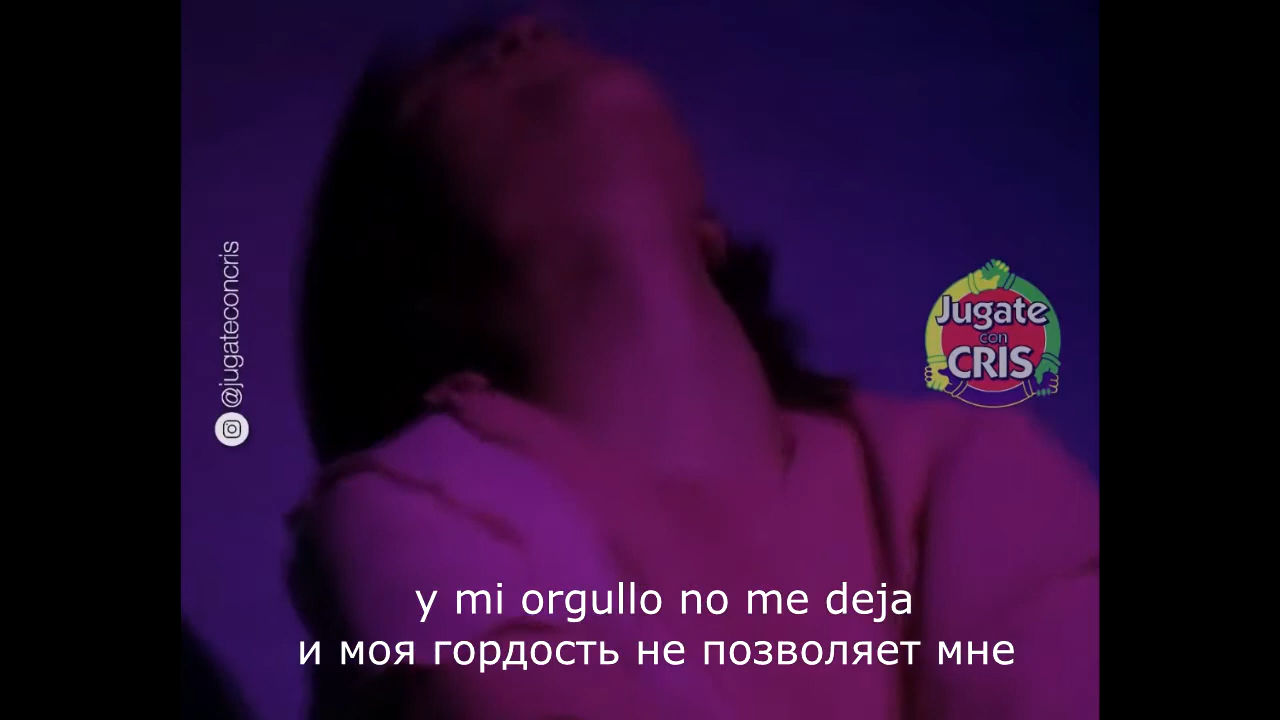 @jugateconcris
Jugate
con
CRIS
y mi orgullo no me deja
и моя гордость не позволяет мне